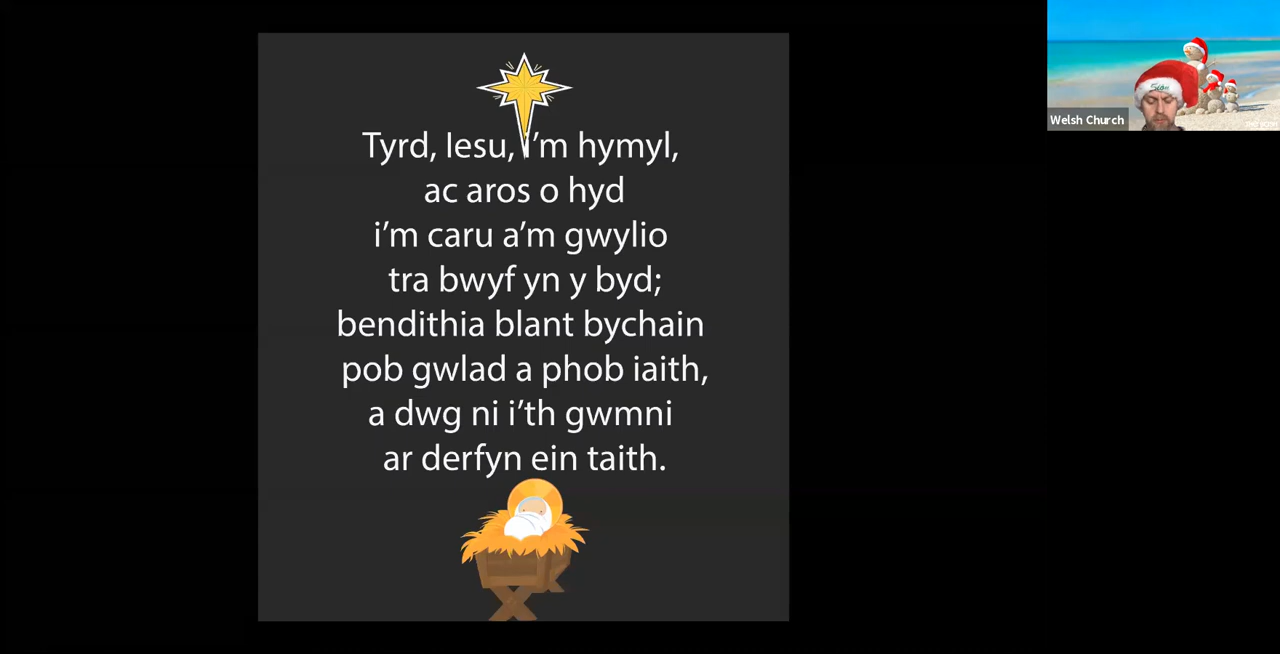 Tyrd, Iesu, i'm hymyl,
ac aros o hyd
i'm caru a'm gwylio
tra bwyf yn y byd;
bendithia blant bychain
pob gwlad a phob iaith,
a dwg ni i'th gwmni
ar derfyn ein taith.
Welsh Church